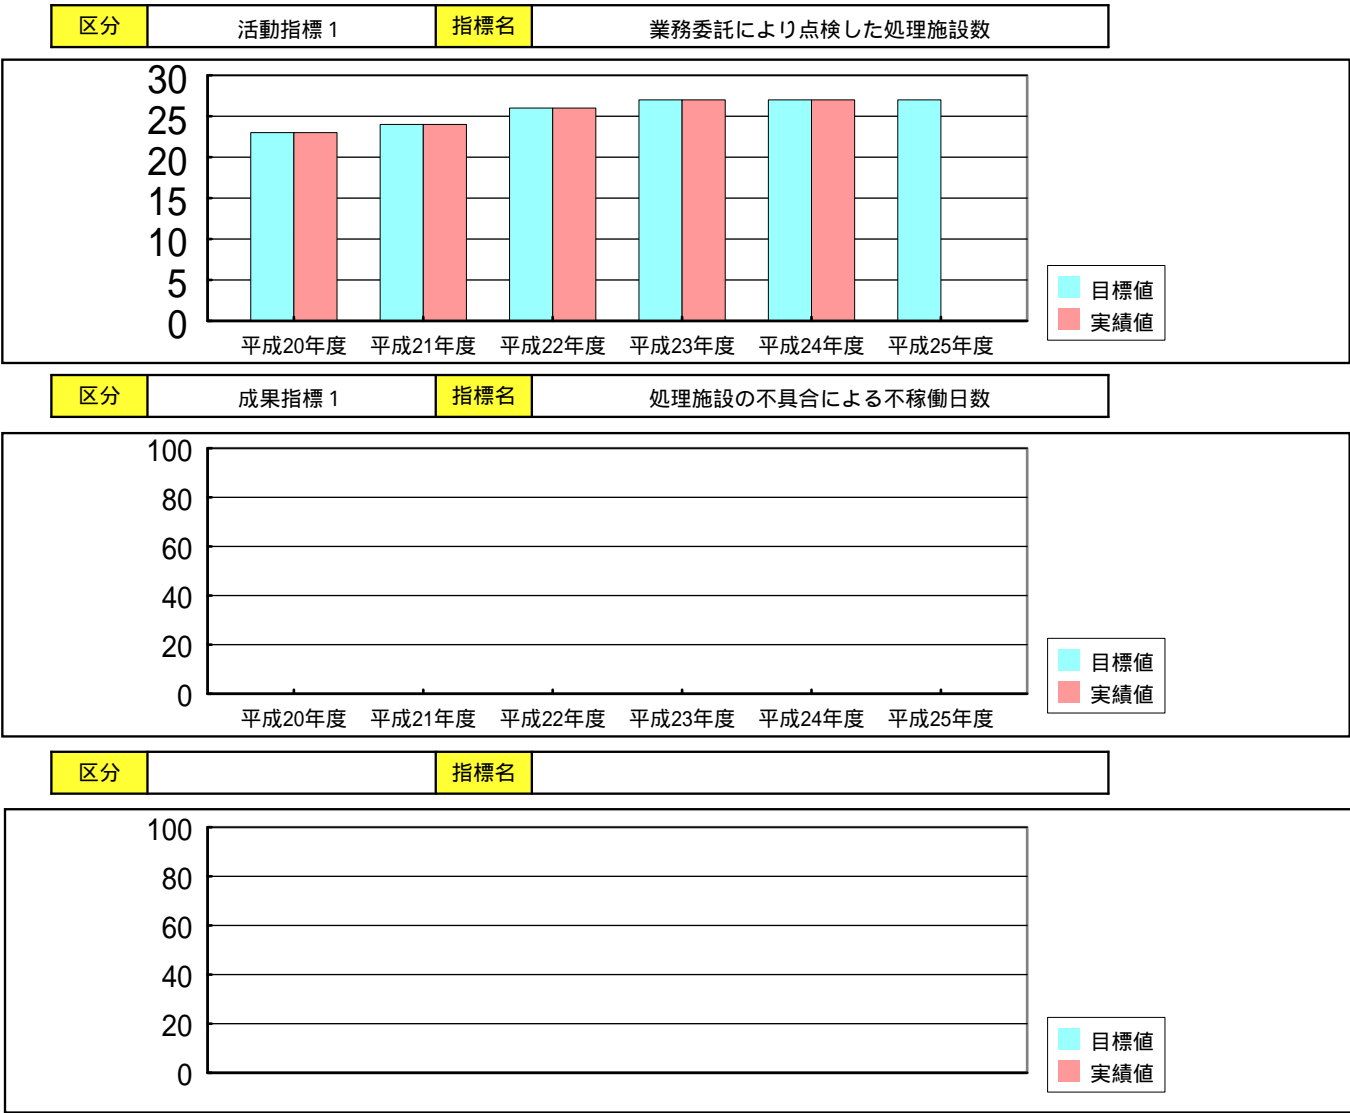 区分 活動指標1 指標名 業務委託により点検した処理施設数
30
25
20
15
10
5
0
平成20年度 平成21年度 平成22年度 平成23年度 平成24年度 平成25年度
目標値
実績値
区分 成果指標1 指標名 処理施設の不具合による不稼働日数
100
80
60
40
20
0
平成20年度 平成21年度 平成22年度 平成23年度 平成24年度 平成25年度
目標値
実績値
区分 指標名
100
80
60
40
20
0
目標値
実績値